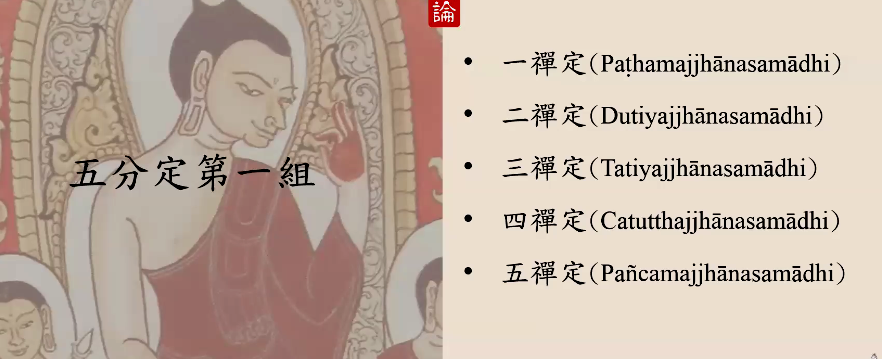 論
五分定第一組
• 一禪定(Paṭhamajjhānasamādhi)
• 二禪定(Dutiyajjhānasamādhi)
• 三禪定(Tatiyajjhānasamādhi)
• 四禪定(Catutthajjhānasamādhi)
• 五禪定(Pañcamajjhānasamādhi)